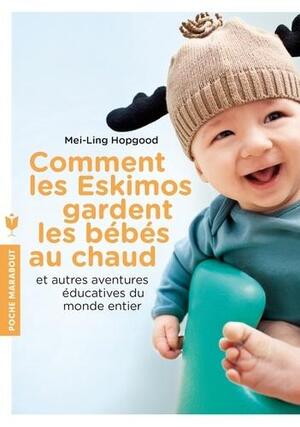 Mei-Ling Hopgood
Comment
les Eskimos
gardent
les bébés
au chaud
et autres aventures
éducatives du
monde entier
POCHE MARABOUT